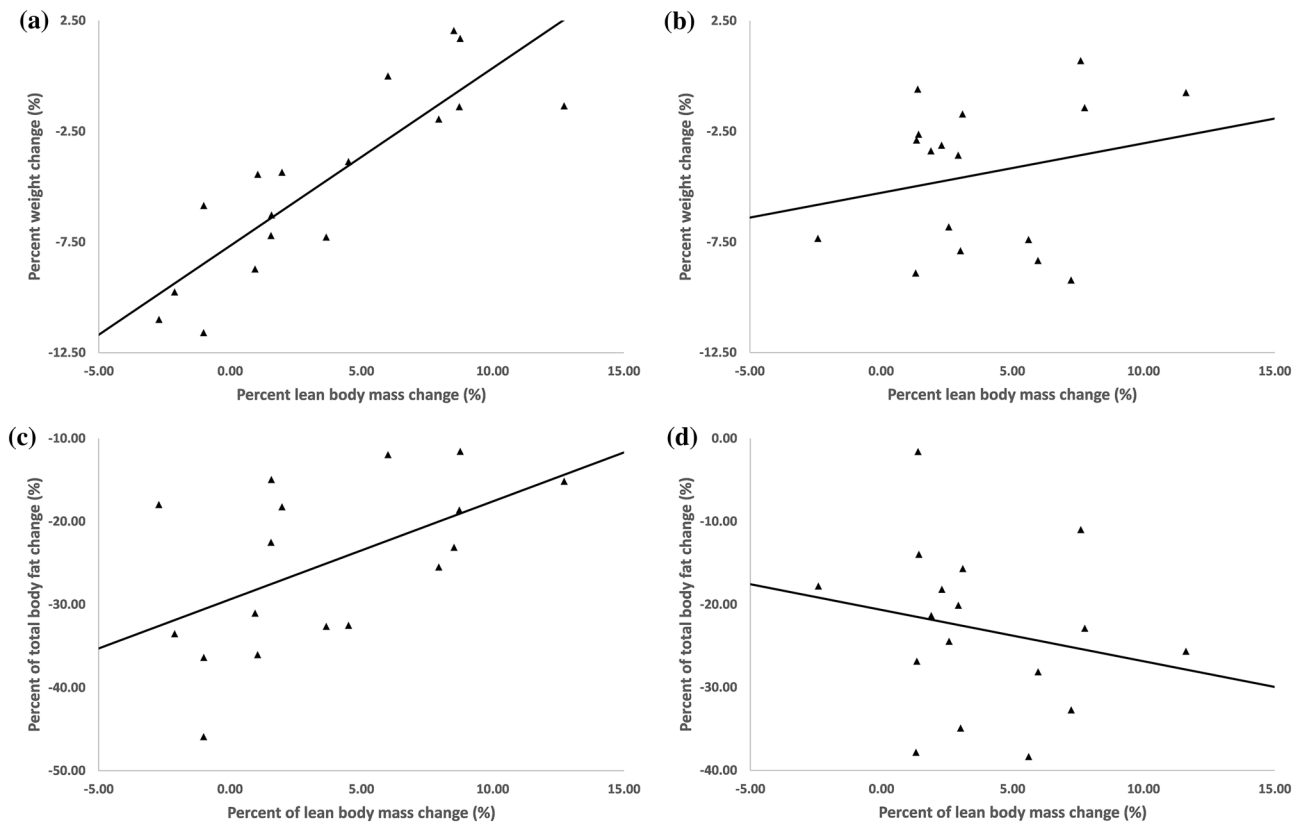 (a)
2.50
-2.50
-7.50
-12.50
Percent weight change (%)
-5.00 0.00 5.00 10.00 15.00
Percent lean body mass change (%)
(b)
2.50
-2.50
-7.50
-12.50
Percent weight change (%)
-5.00 0.00 5.00 10.00 15.00
Percent lean body mass change (%)
(c)
-10.00
-20.00
-30.00
-40.00
-50.00
Percent of total body fat change (%)
-5.00 0.00 5.00 10.00 15.00
Percent of lean body mass change (%)
(d)
0.00
-10.00
-20.00
-30.00
-40.00
Percent of total body fat change (%)
-5.00 0.00 5.00 10.00 15.00
Percent of lean body mass change (%)